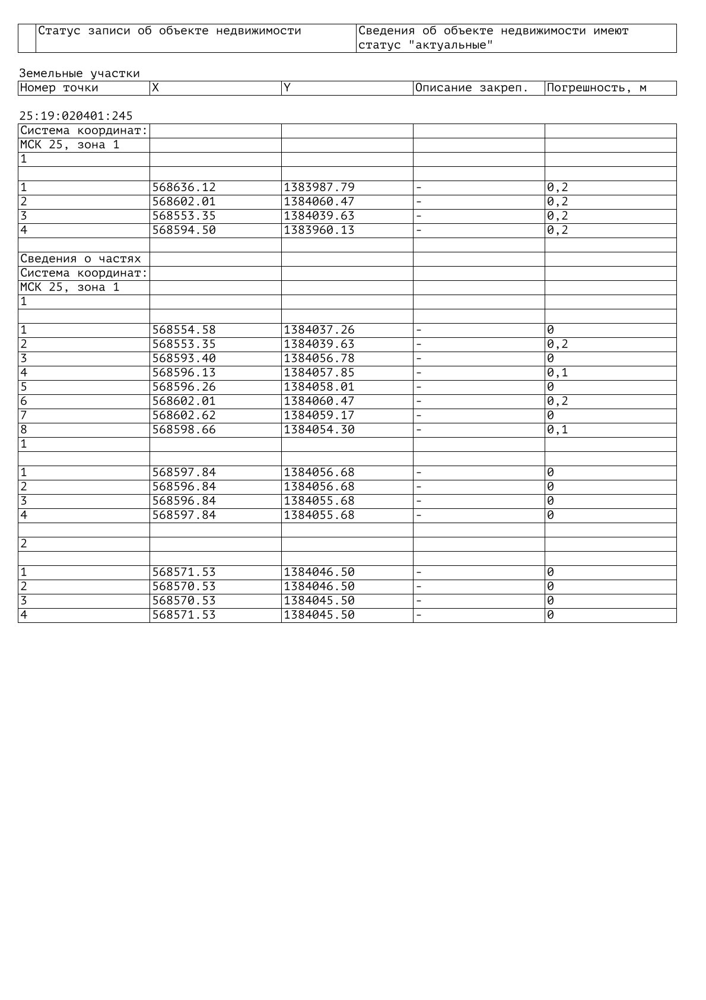 Статус записи об объекте недвижимости Сведения об объекте недвижимости имеют
статус "актуальные"
Земельные участки
Номер точки X Y Описание закреп. Погрешность, м
25:19:020401:245
Система координат:
МСК 25, зона 1
1
1 568636.12 1383987.79 - 0,2
2 568602.01 1384060.47 - 0,2
3 568553.35 1384039.63 - 0,2
4 568594.50 1383960.13 - 0,2
Сведения о частях
Система координат:
МСК 25, зона 1
1
1 568554.58 1384037.26 - 0
2 568553.35 1384039.63 - 0,2
3 568593.40 1384056.78 - 0
4 568596.13 1384057.85 - 0,1
5 568596.26 1384058.01 - 0
6 568602.01 1384060.47 - 0,2
7 568602.62 1384059.17 - 0
8 568598.66 1384054.30 - 0,1
1
1 568597.84 1384056.68 - 0
2 568596.84 1384056.68 - 0
3 568596.84 1384055.68 - 0
4 568597.84 1384055.68 - 0
2
1 568571.53 1384046.50 - 0
2 568570.53 1384046.50 - 0
3 568570.53 1384045.50 - 0
4 568571.53 1384045.50 - 0